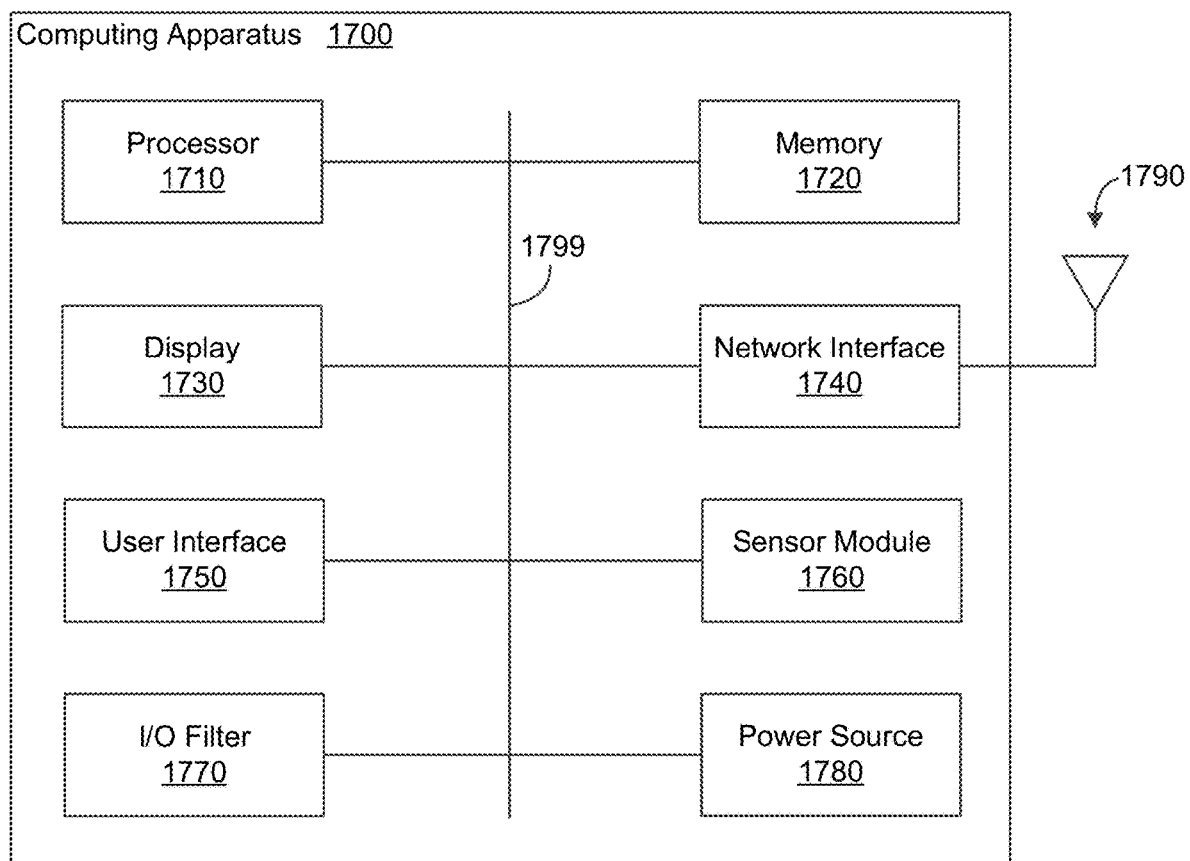 Computing Apparatus 1700
Processor
1710
Memory
1720
1790
1799
Display
1730
Network Interface
1740
User Interface
1750
Sensor Module
1760
I/O Filter
1770
Power Source
1780